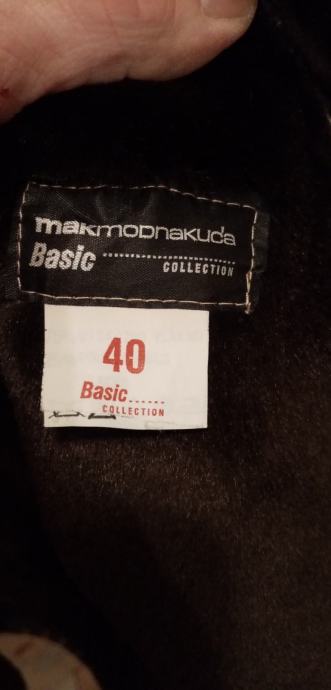 makmodnakuda
Basic ............
COLLECTION
40
Basic......
COLLECTION